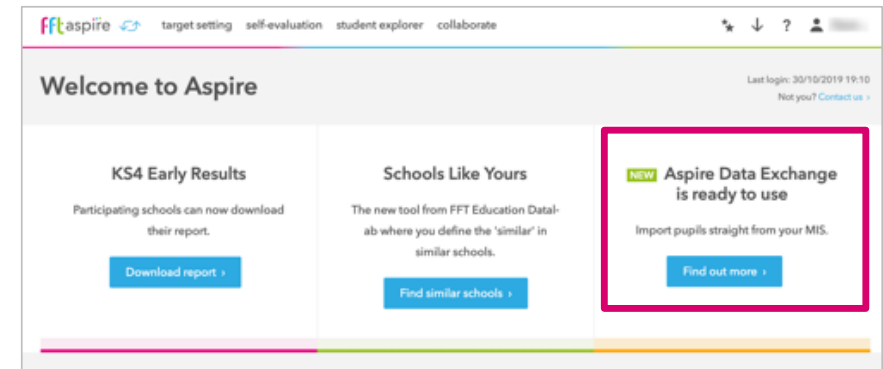 fft aspire target setting self-evaluation student explorer collaborate ?
Welcome to Aspire
Last login: 30/10/2019 19:10
Not you? Contact us ›
KS4 Early Results
Participating schools can now download
their report.
Download report ›
Schools Like Yours
The new tool from FFT Education Datal-
ab where you define the 'similar' in
similar schools.
Find similar schools ›
NEW Aspire Data Exchange
is ready to use
Import pupils straight from your MIS.
Find out more ›